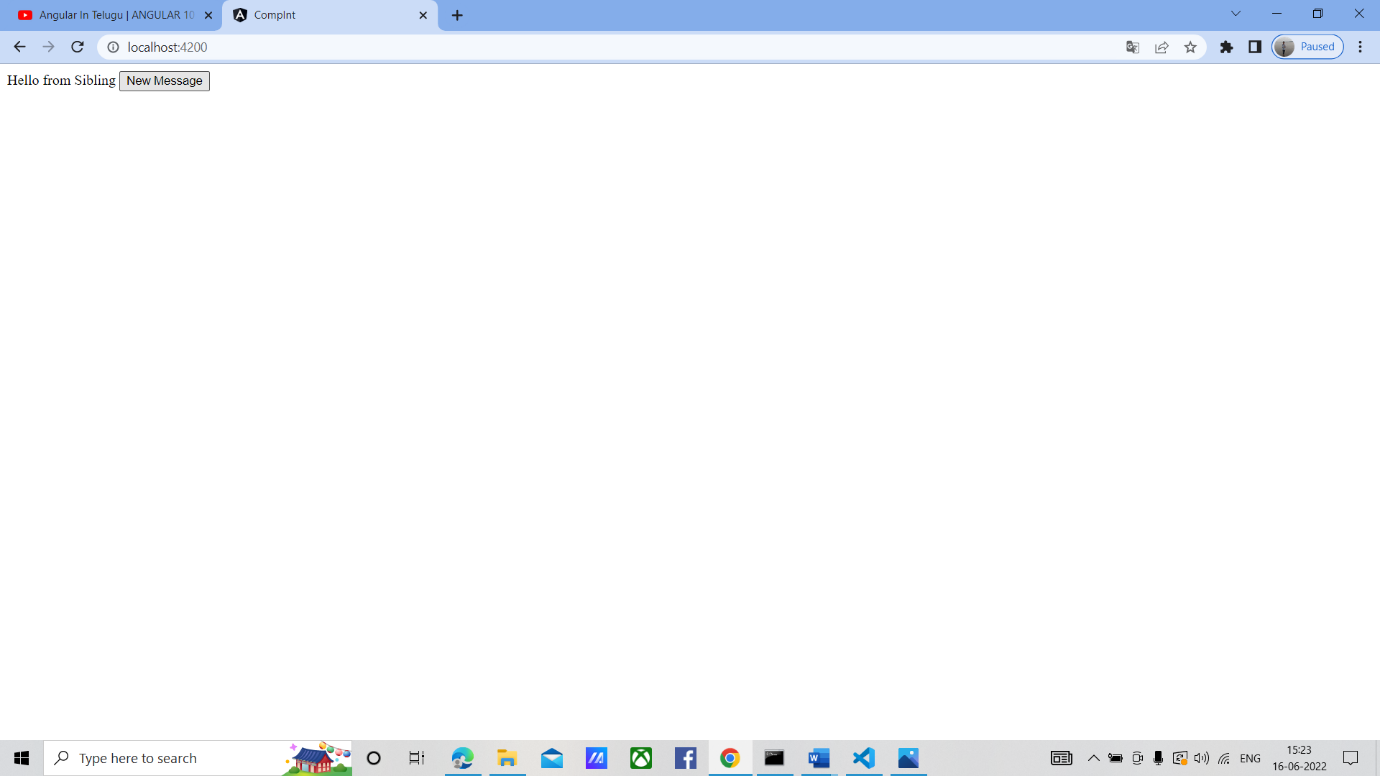 Angular In Telugu | ANGULAR 10
CompInt
localhost:4200
Paused
Hello from Sibling New Message
Type here to search
ENG
15:23
16-06-2022